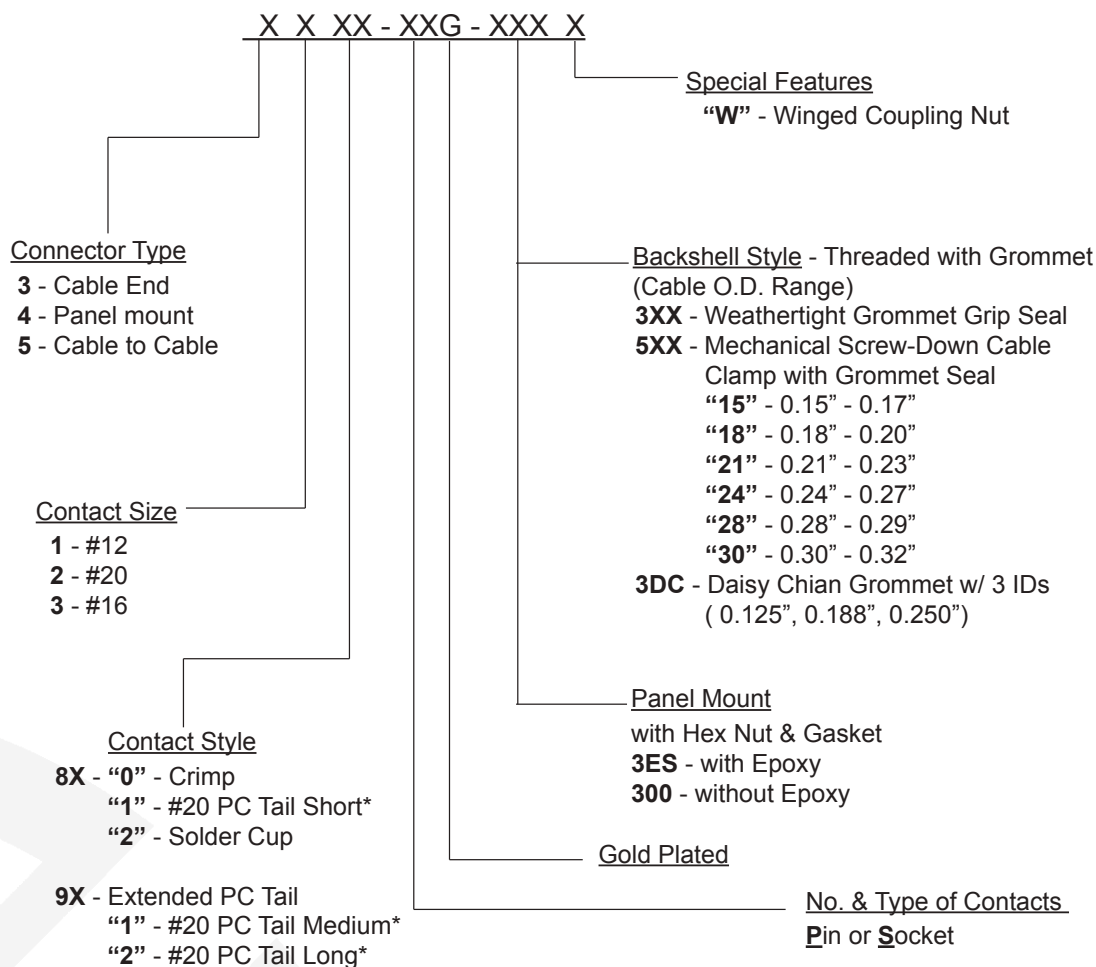 X X XX - XXG - XXX X
Special Features
“W” - Winged Coupling Nut
Connector Type
3 - Cable End
4 - Panel mount
5 - Cable to Cable
Backshell Style - Threaded with Grommet
(Cable O.D. Range)
3XX - Weathertight Grommet Grip Seal
5XX - Mechanical Screw-Down Cable
Clamp with Grommet Seal
“15” - 0.15” - 0.17”
“18” - 0.18” - 0.20”
“21” - 0.21” - 0.23”
“24” - 0.24” - 0.27”
“28” - 0.28” - 0.29”
“30” - 0.30” - 0.32”
3DC - Daisy Chian Grommet w/ 3 IDs
( 0.125”, 0.188”, 0.250”)
Contact Size
1 - #12
2 - #20
3 - #16
Panel Mount
with Hex Nut & Gasket
3ES - with Epoxy
300 - without Epoxy
Contact Style
8X - “0” - Crimp
“1” - #20 PC Tail Short*
“2” - Solder Cup
9X - Extended PC Tail
“1” - #20 PC Tail Medium*
“2” - #20 PC Tail Long*
Gold Plated
No. & Type of Contacts
Pin or Socket